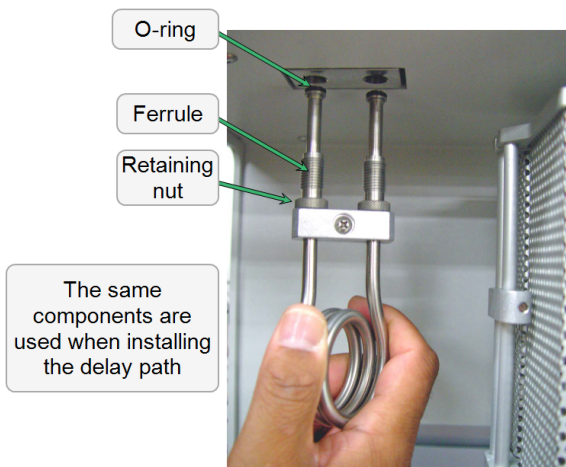 O-ring
Ferrule
Retaining
nut
The same
components are
used when installing
the delay path